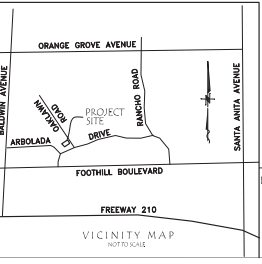 ORANGE GROVE AVENUE
BALDWIN AVENUE
OAKLAWN
ROAD
PROJECT
SITE
RANCHO ROAD
SANTA ANITA AVENUE
ARBOLADA
DRIVE
FOOTHILL BOULEVARD
FREEWAY 210
VICINITY MAP
NOT TO SCALE